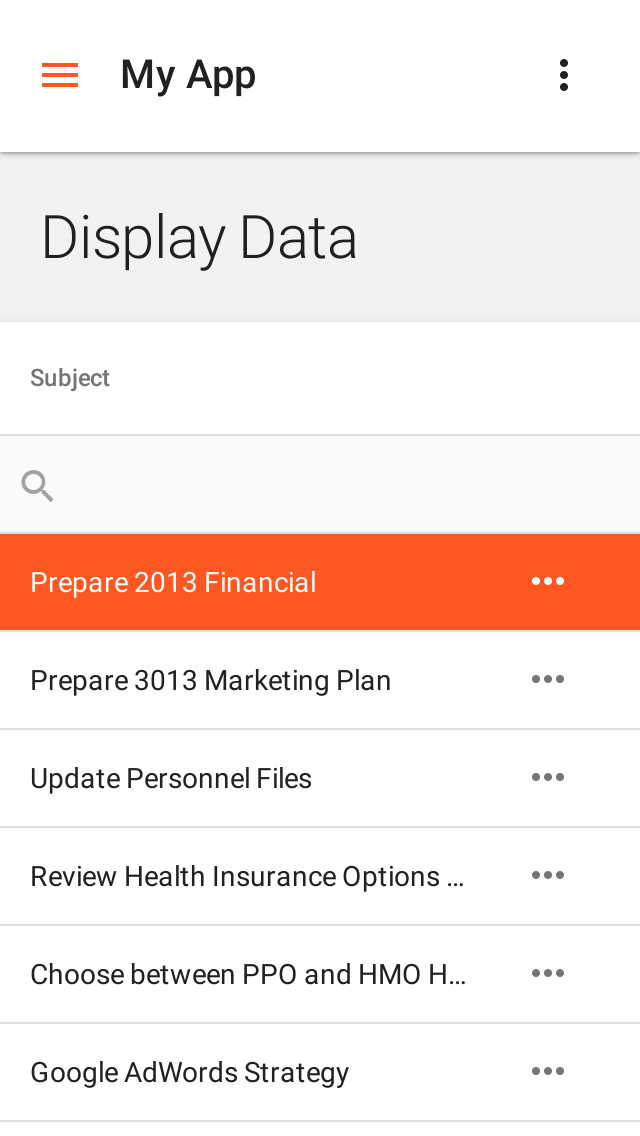 My App
Display Data
Subject
Prepare 2013 Financial
Prepare 3013 Marketing Plan
Update Personnel Files
Review Health Insurance Options ...
Choose between PPO and HMO H...
Google AdWords Strategy